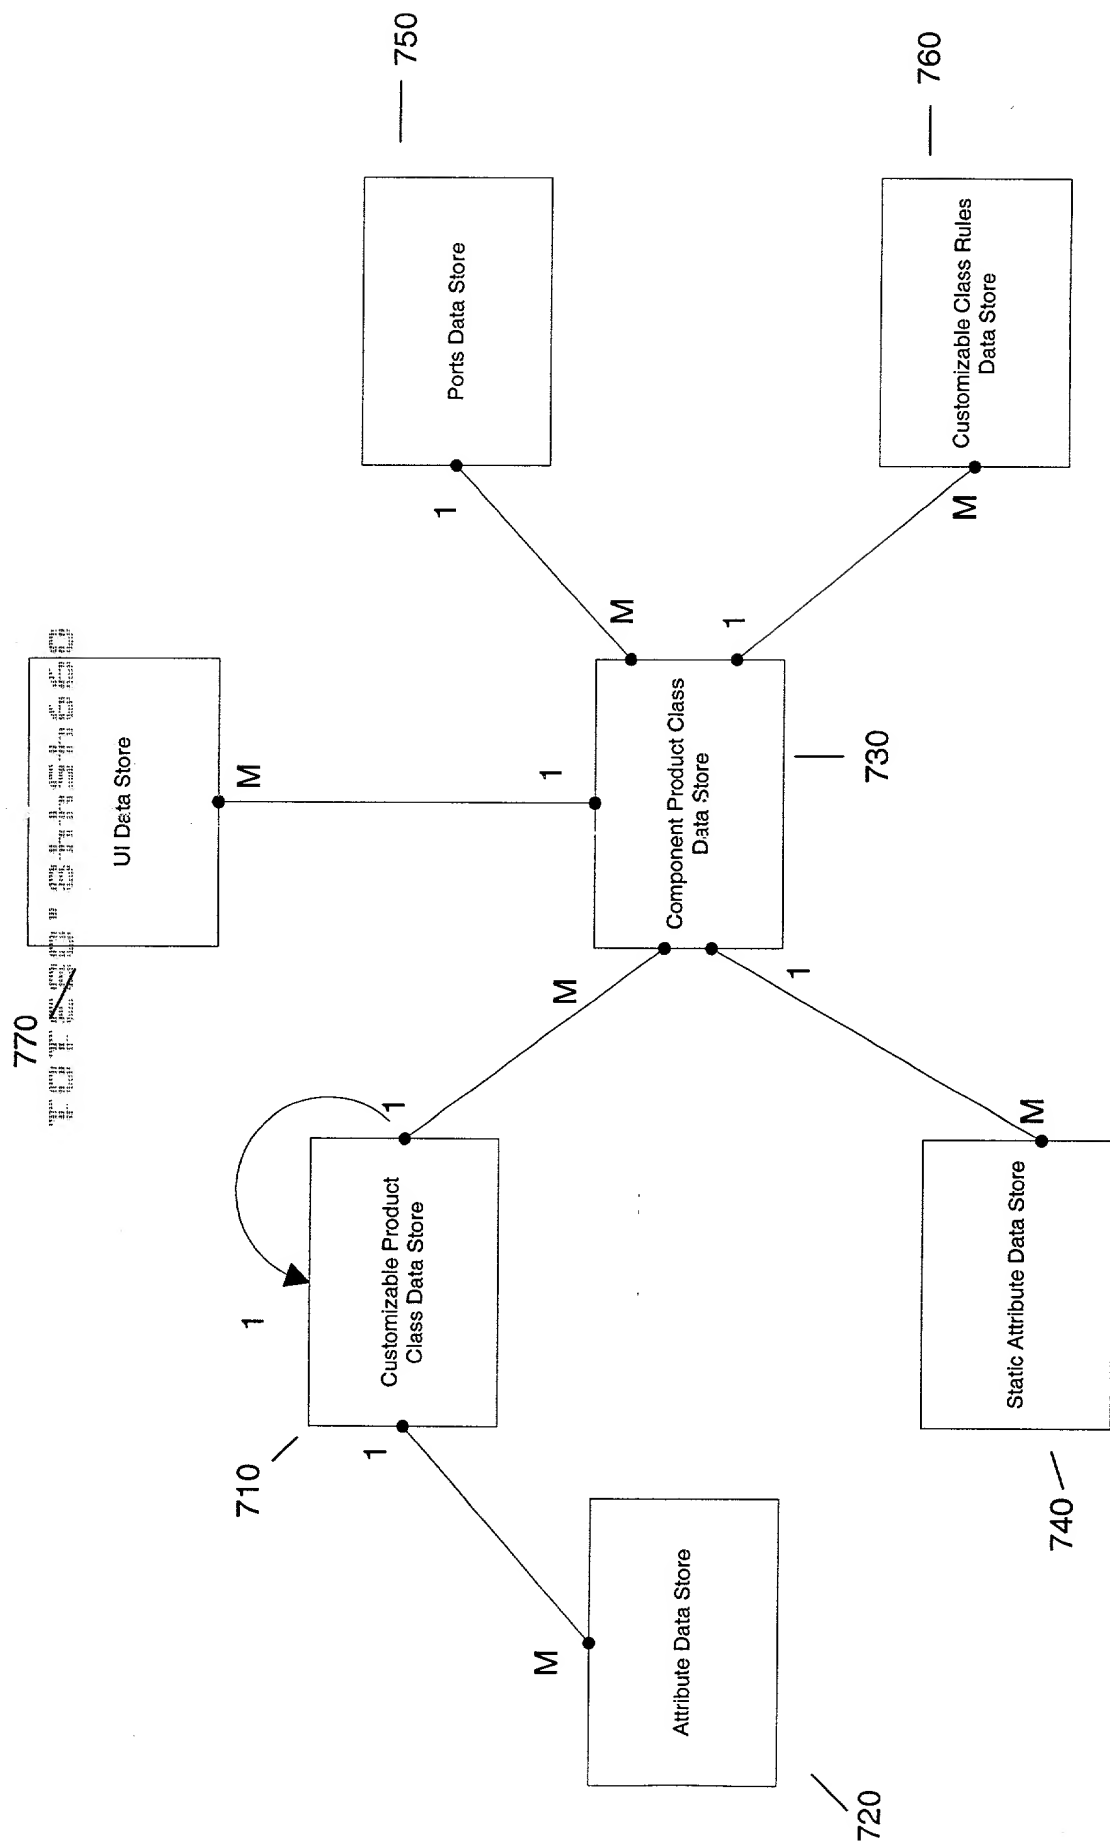 770
UI Data Store
M
1
750
Ports Data Store
1
M
710
1
1
Customizable Product
Class Data Store
1
M
Component Product Class
Data Store
730
1
1
M
Customizable Class Rules
Data Store
760
M
Attribute Data Store
720
M
Static Attribute Data Store
740